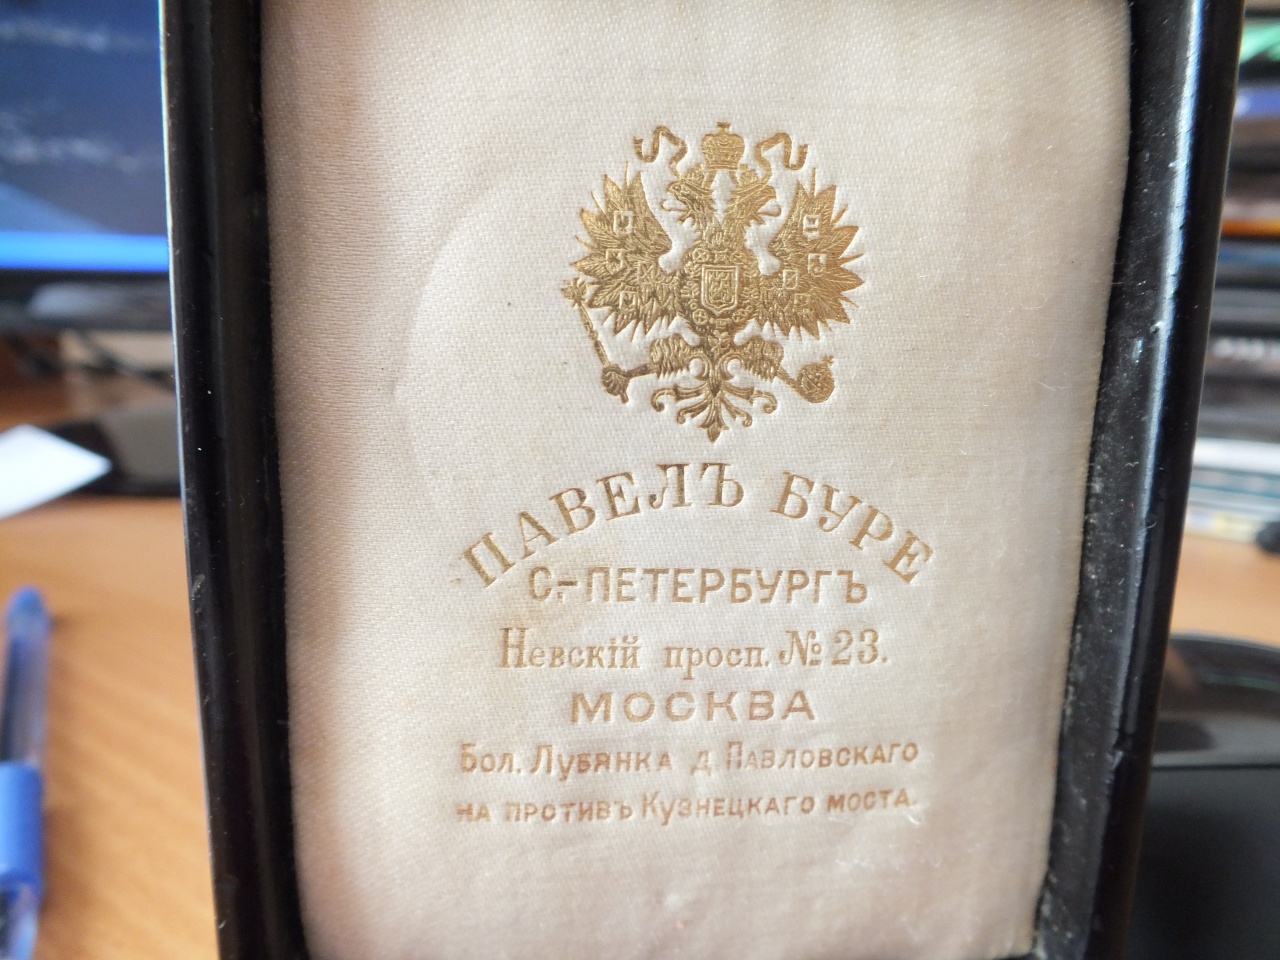 ПАВЕЛЪ БУРЕ
С.-ПЕТЕРБУРГЪ
Невскій просп. № 23.
МОСКВА
Бол. Лубянка д. Павловскаго
на противъ Кузнецкаго моста.